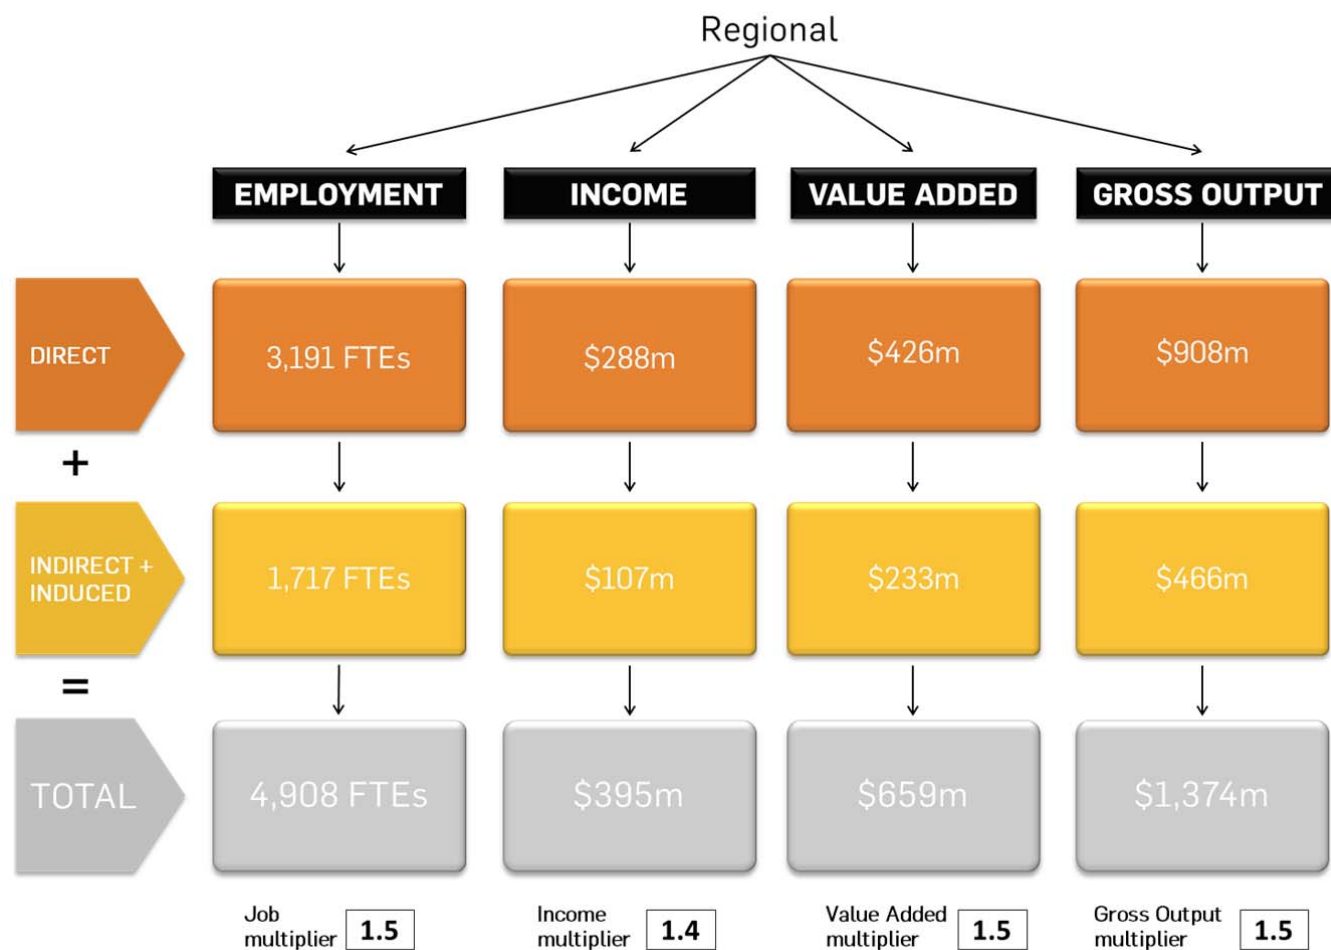 Regional
EMPLOYMENT
INCOME
VALUE ADDED
GROSS OUTPUT
DIRECT
3,191 FTEs
$288m
$426m
$908m
+
INDIRECT +
INDUCED
1,717 FTEs
$107m
$233m
$466m
=
TOTAL
4,908 FTEs
$395m
$659m
$1,374m
Job
multiplier
1.5
Income
multiplier
1.4
Value Added
multiplier
1.5
Gross Output
multiplier
1.5